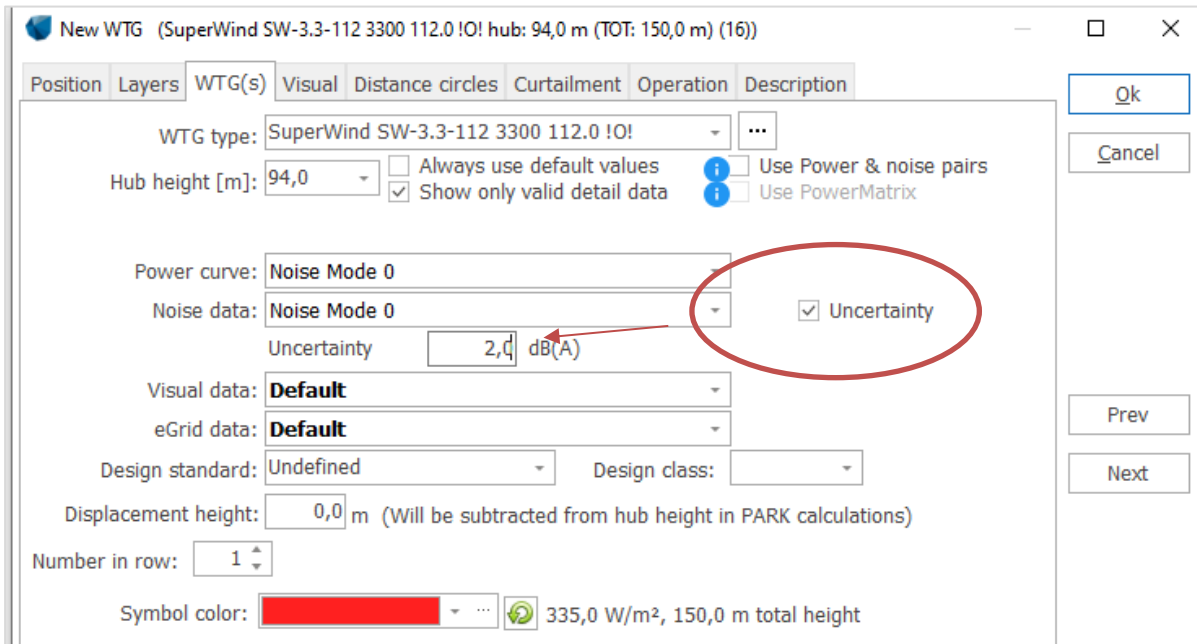 New WTG (SuperWind SW-3.3-112 3300 112.0 !O! hub: 94,0 m (TOT: 150,0 m) (16))
Position Layers WTG(s) Visual Distance circles Curtailment Operation Description
Ok
WTG type: SuperWind SW-3.3-112 3300 112.0 !O! ...
Cancel
Always use default values Use Power & noise pairs
Hub height [m]: 94,0
Show only valid detail data Use PowerMatrix
Power curve: Noise Mode 0
Noise data: Noise Mode 0 Uncertainty
Uncertainty 2,0 dB(A)
Visual data: Default
Prev
eGrid data: Default
Design standard: Undefined Design class:
Next
Displacement height: 0,0 m (Will be subtracted from hub height in PARK calculations)
Number in row: 1
Symbol color: ... 335,0 W/m², 150,0 m total height